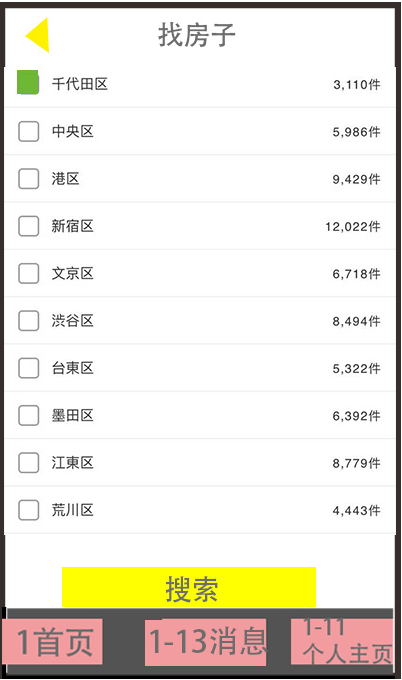 找房子
千代田区 3,110件
中央区 5,986件
港区 9,429件
新宿区 12,022件
文京区 6,718件
渋谷区 8,494件
台東区 5,322件
墨田区 6,392件
江東区 8,779件
荒川区 4,443件
搜索
1首页 1-13消息 1-11
个人主页